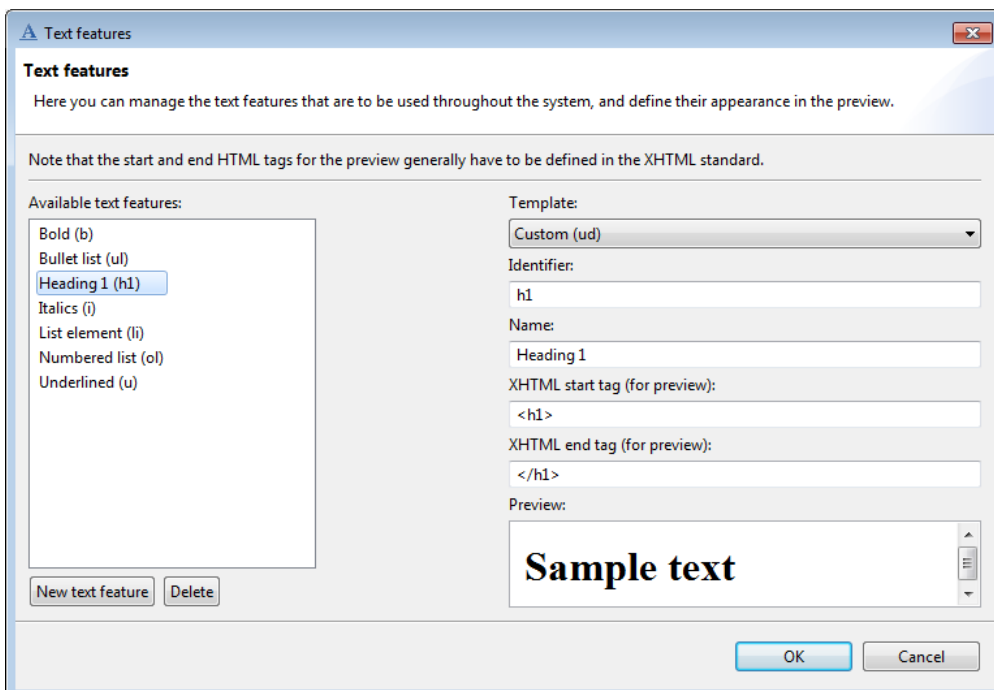 Text features
Text features
Here you can manage the text features that are to be used throughout the system, and define their appearance in the preview.
Note that the start and end HTML tags for the preview generally have to be defined in the XHTML standard.
Available text features:
Bold (b)
Bullet list (ul)
Heading 1 (h1)
Italics (i)
List element (li)
Numbered list (ol)
Underlined (u)
New text feature
Delete
Template:
Custom (ud)
Identifier:
h1
Name:
Heading 1
XHTML start tag (for preview):
<h1>
XHTML end tag (for preview):
</h1>
Preview:
Sample text
OK
Cancel